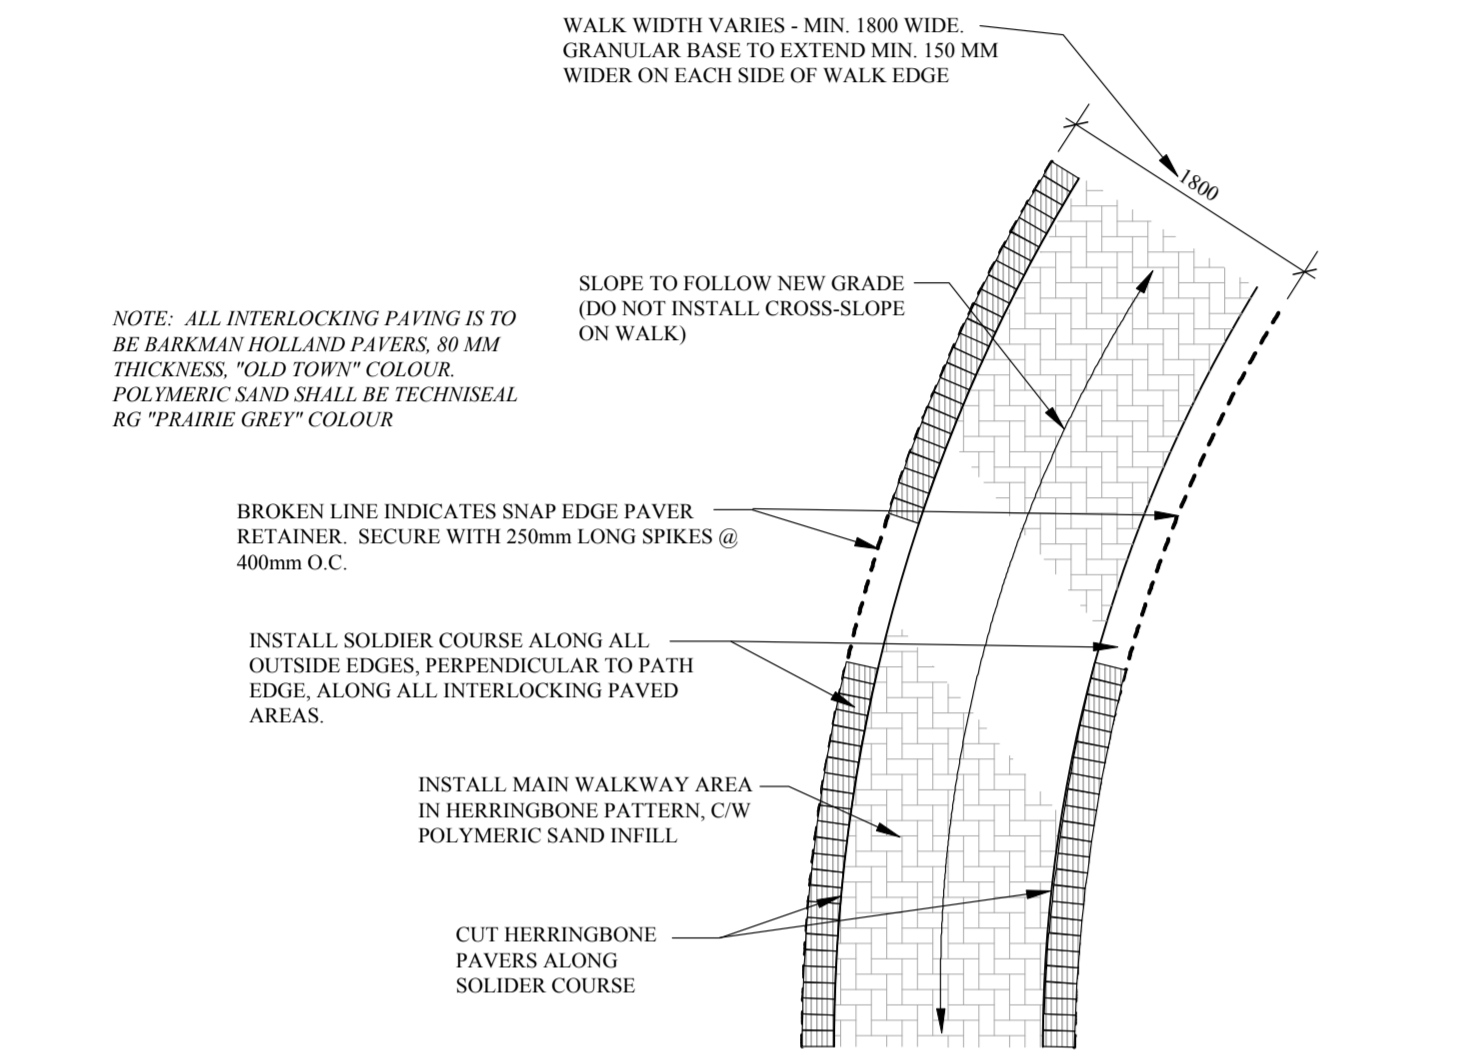 WALK WIDTH VARIES - MIN. 1800 WIDE.
GRANULAR BASE TO EXTEND MIN. 150 MM
WIDER ON EACH SIDE OF WALK EDGE
1800
SLOPE TO FOLLOW NEW GRADE
(DO NOT INSTALL CROSS-SLOPE
ON WALK)
NOTE: ALL INTERLOCKING PAVING IS TO
BE BARKMAN HOLLAND PAVERS, 80 MM
THICKNESS, "OLD TOWN" COLOUR.
POLYMERIC SAND SHALL BE TECHNISEAL
RG "PRAIRIE GREY" COLOUR
BROKEN LINE INDICATES SNAP EDGE PAVER
RETAINER. SECURE WITH 250mm LONG SPIKES @
400mm O.C.
INSTALL SOLDIER COURSE ALONG ALL
OUTSIDE EDGES, PERPENDICULAR TO PATH
EDGE, ALONG ALL INTERLOCKING PAVED
AREAS.
INSTALL MAIN WALKWAY AREA
IN HERRINGBONE PATTERN, C/W
POLYMERIC SAND INFILL
CUT HERRINGBONE
PAVERS ALONG
SOLIDER COURSE